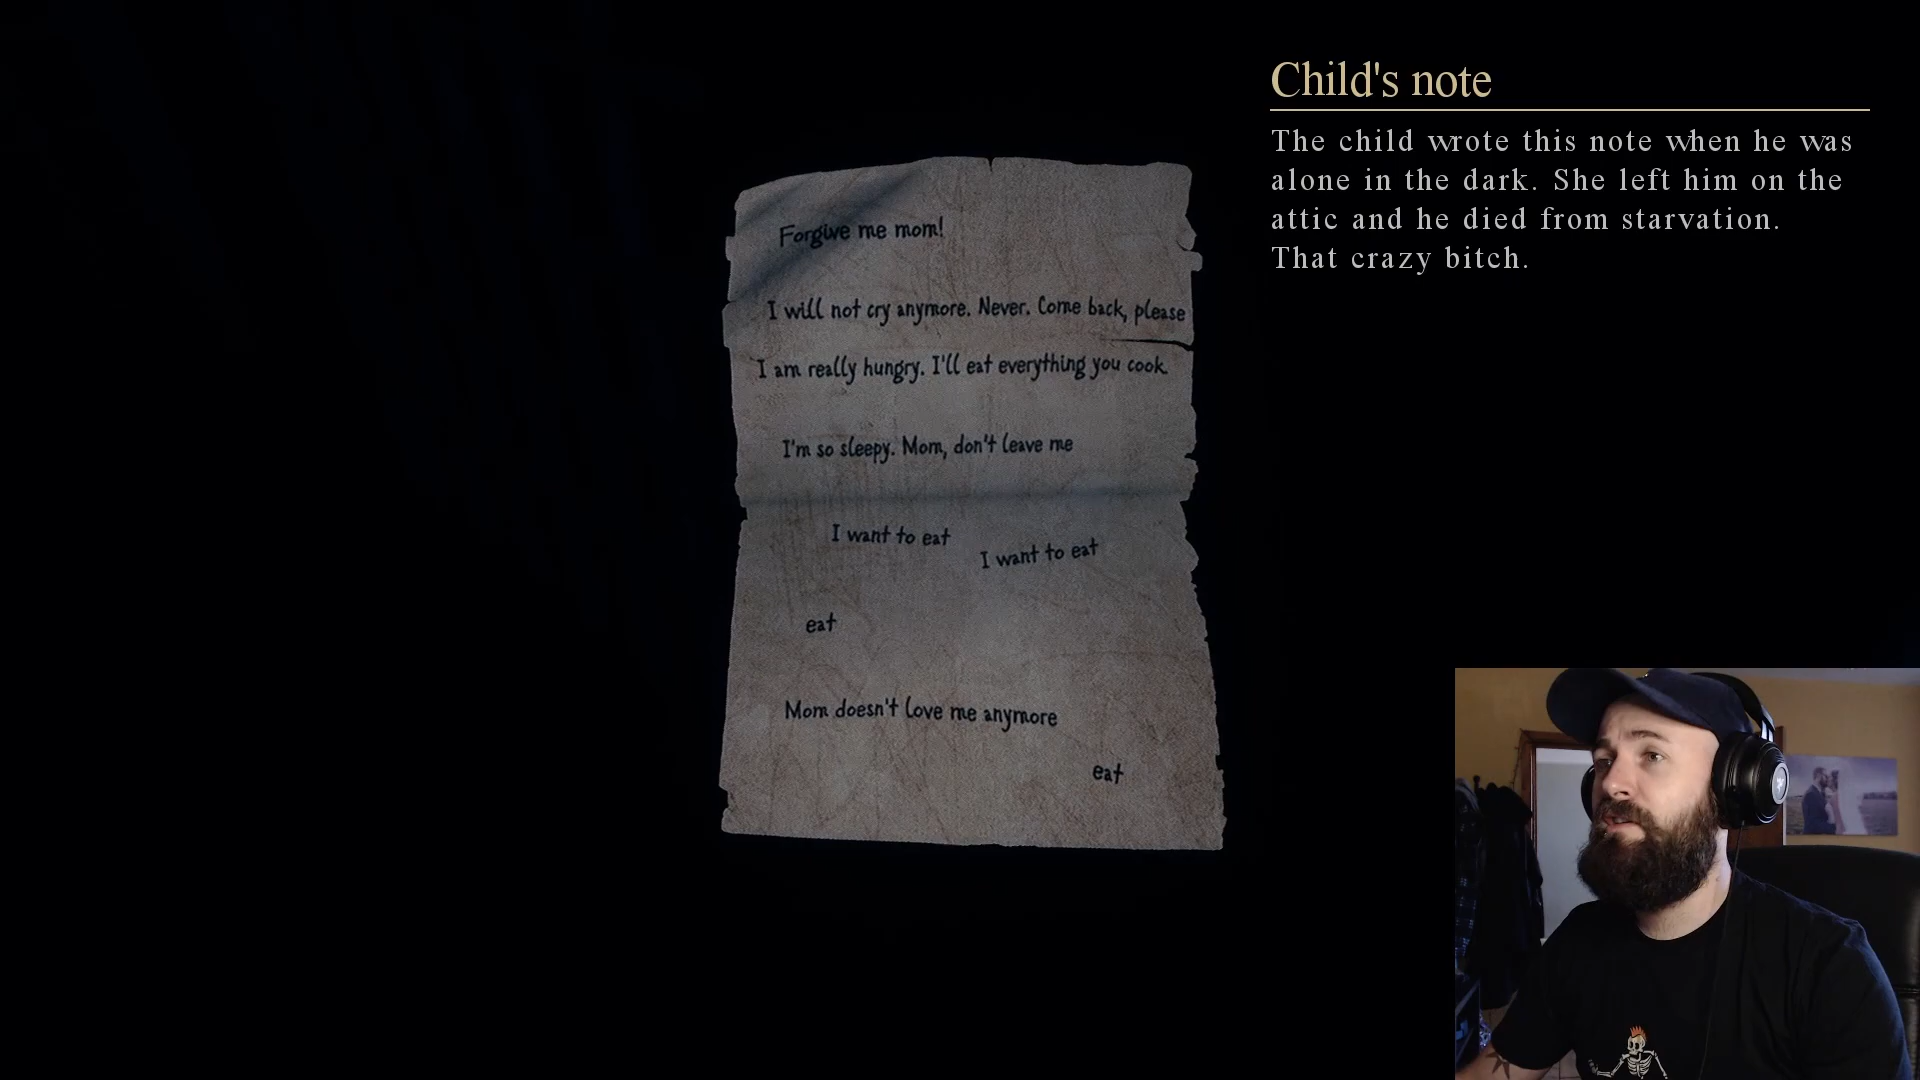 Child's note
The child wrote this note when he was
alone in the dark. She left him on the
attic and he died from starvation.
That crazy bitch.
Forgive me mom!
I will not cry anymore. Never. Come back, please
I am really hungry. I'll eat everything you cook.
I'm so sleepy. Mom, don't leave me
I want to eat
I want to eat
eat
Mom doesn't love me anymore
eat